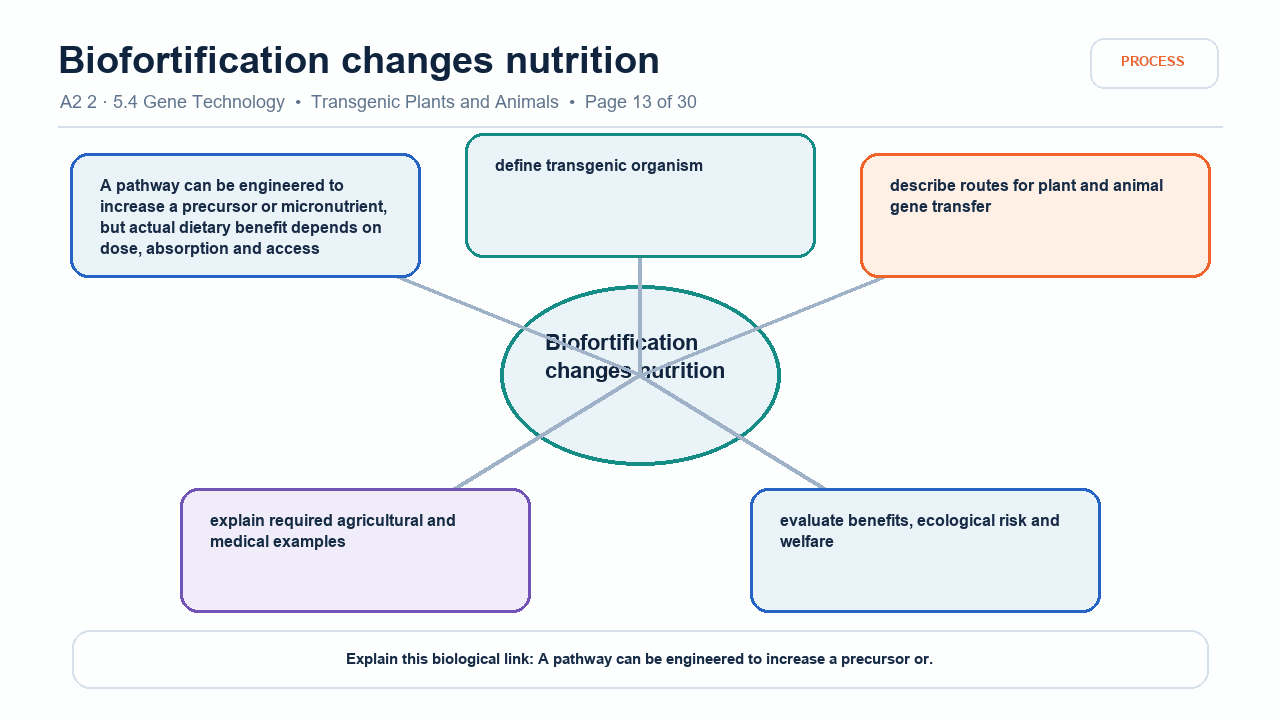 Biofortification changes nutrition
PROCESS
A2 2 · 5.4 Gene Technology • Transgenic Plants and Animals • Page 13 of 30
A pathway can be engineered to
increase a precursor or micronutrient,
but actual dietary benefit depends on
dose, absorption and access
define transgenic organism
describe routes for plant and animal
gene transfer
Biofortification
changes nutrition
explain required agricultural and
medical examples
evaluate benefits, ecological risk and
welfare
Explain this biological link: A pathway can be engineered to increase a precursor or.